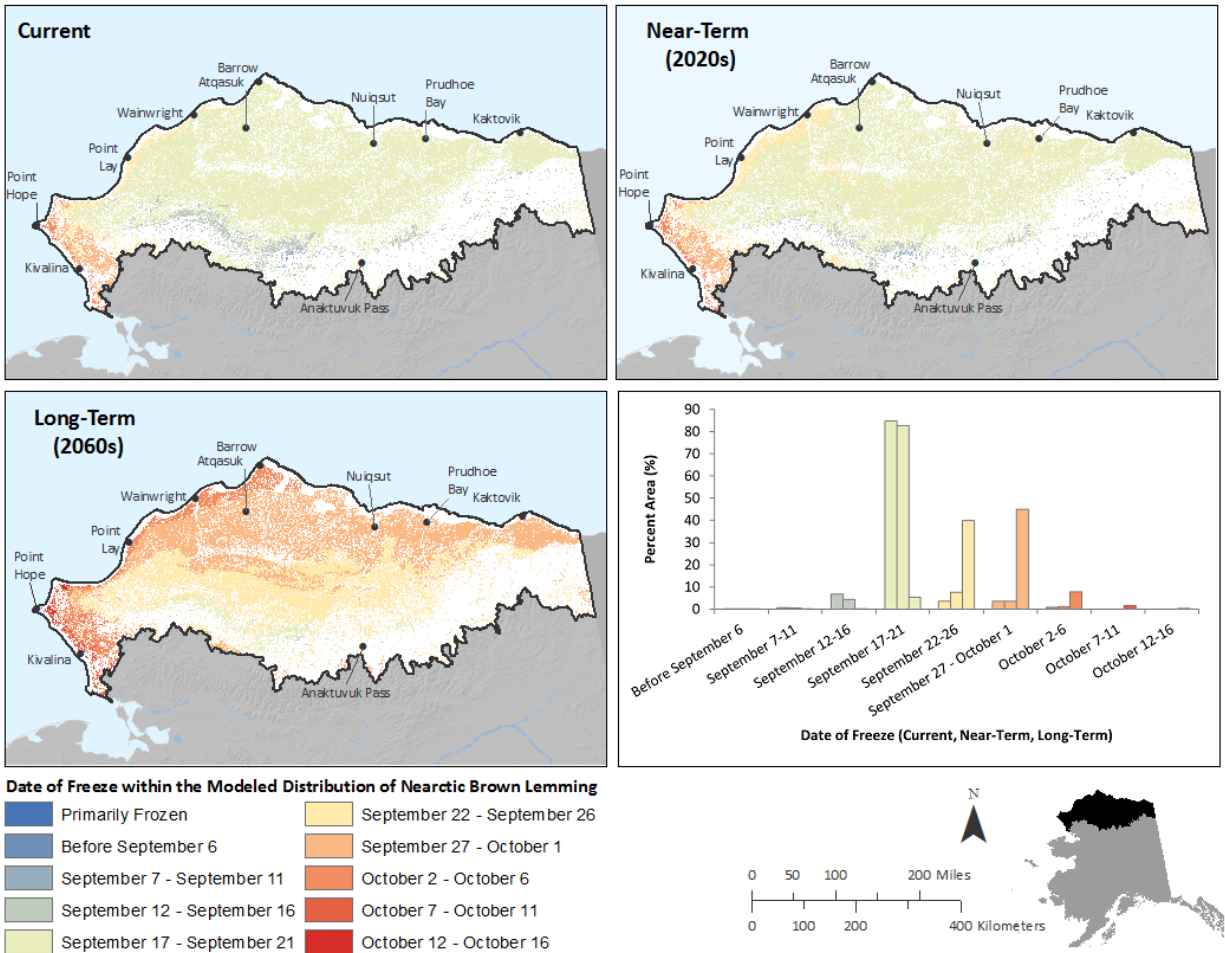 Current
Barrow
Atqasuk
Nuiqsut
Prudhoe
Bay
Kaktovik
Wainwright
Point
Lay
Point
Hope
Kivalina
Anaktuvuk Pass
Near-Term
(2020s)
Barrow
Atqasuk
Nuiqsut
Prudhoe
Bay
Kaktovik
Wainwright
Point
Lay
Point
Hope
Kivalina
Anaktuvuk Pass
Long-Term
(2060s)
Barrow
Atqasuk
Nuiqsut
Prudhoe
Bay
Kaktovik
Wainwright
Point
Lay
Point
Hope
Kivalina
Anaktuvuk Pass
Percent Area (%)
90
80
70
60
50
40
30
20
10
0
Before September 6
September 7-11
September 12-16
September 17-21
September 22-26
September 27 - October 1
October 2-6
October 7-11
October 12-16
Date of Freeze (Current, Near-Term, Long-Term)
Date of Freeze within the Modeled Distribution of Nearctic Brown Lemming
Primarily Frozen
Before September 6
September 7 - September 11
September 12 - September 16
September 17 - September 21
September 22 - September 26
September 27 - October 1
October 2 - October 6
October 7 - October 11
October 12 - October 16
N
0 50 100 200 Miles
0 100 200 400 Kilometers